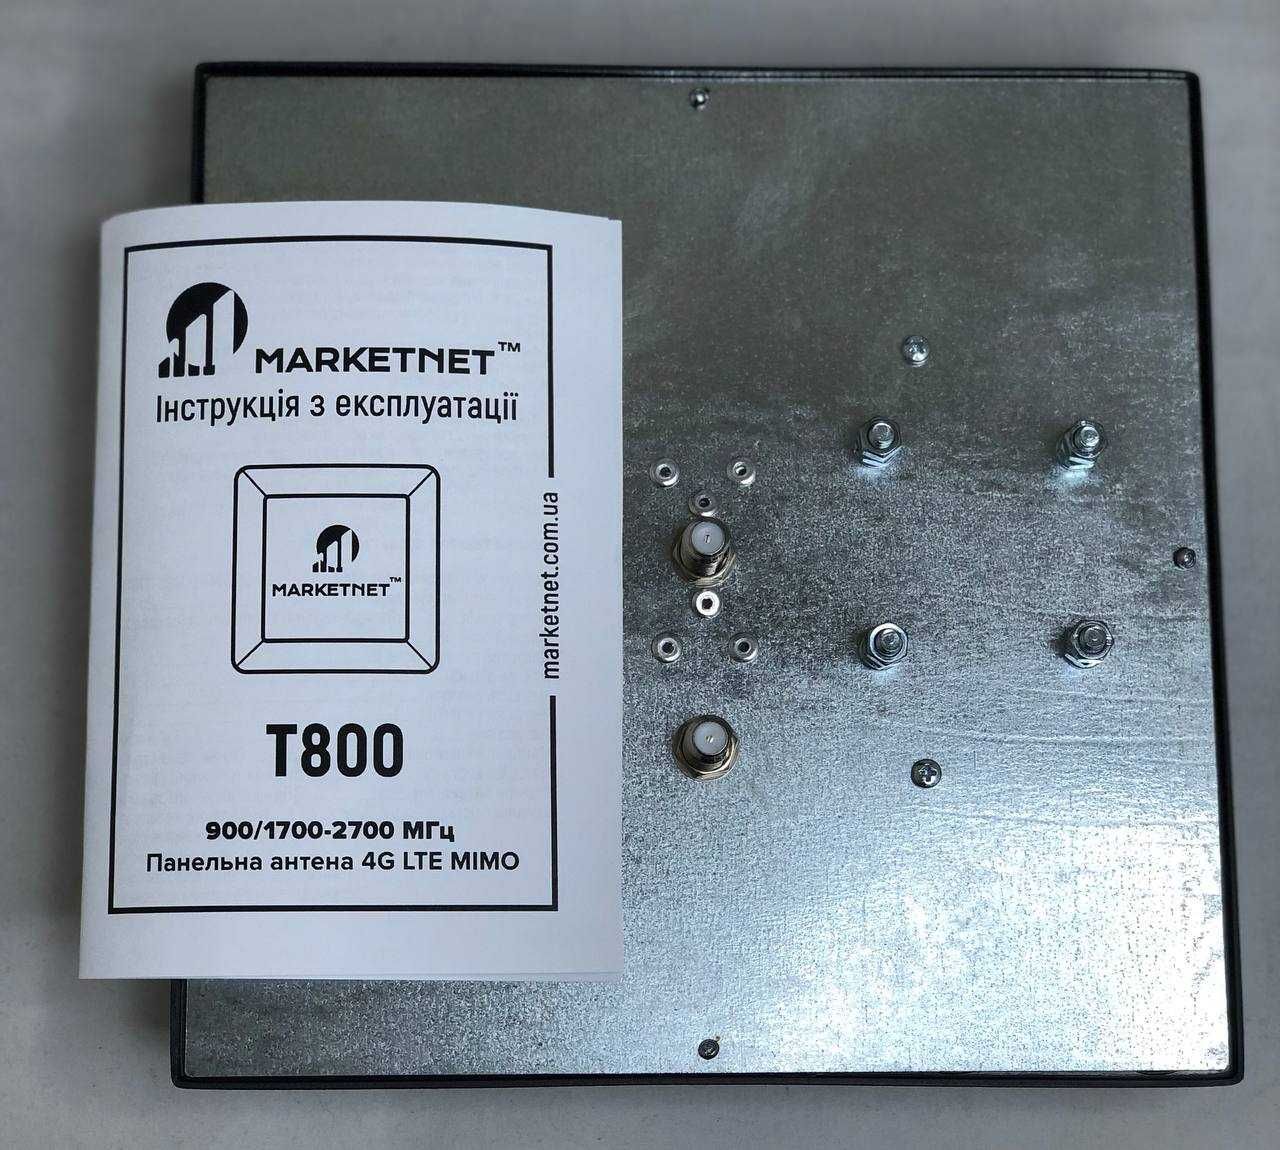 MARKETNET™
Інструкція з експлуатації
MARKETNET™
marketnet.com.ua
T800
900/1700-2700 МГц
Панельна антена 4G LTE MIMO